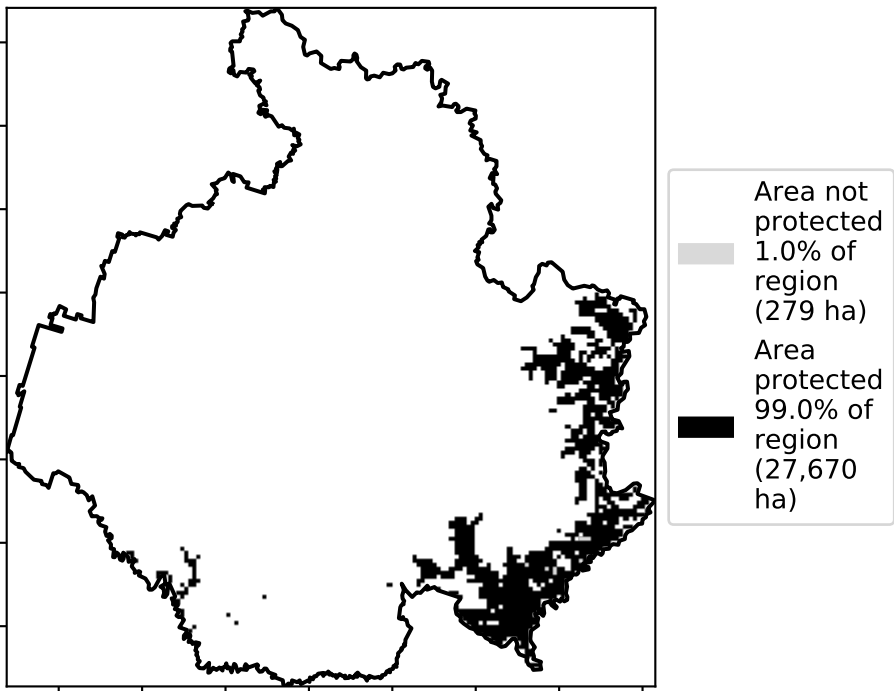 Area not
protected
1.0% of
region
(279 ha)
Area
protected
99.0% of
region
(27,670
ha)